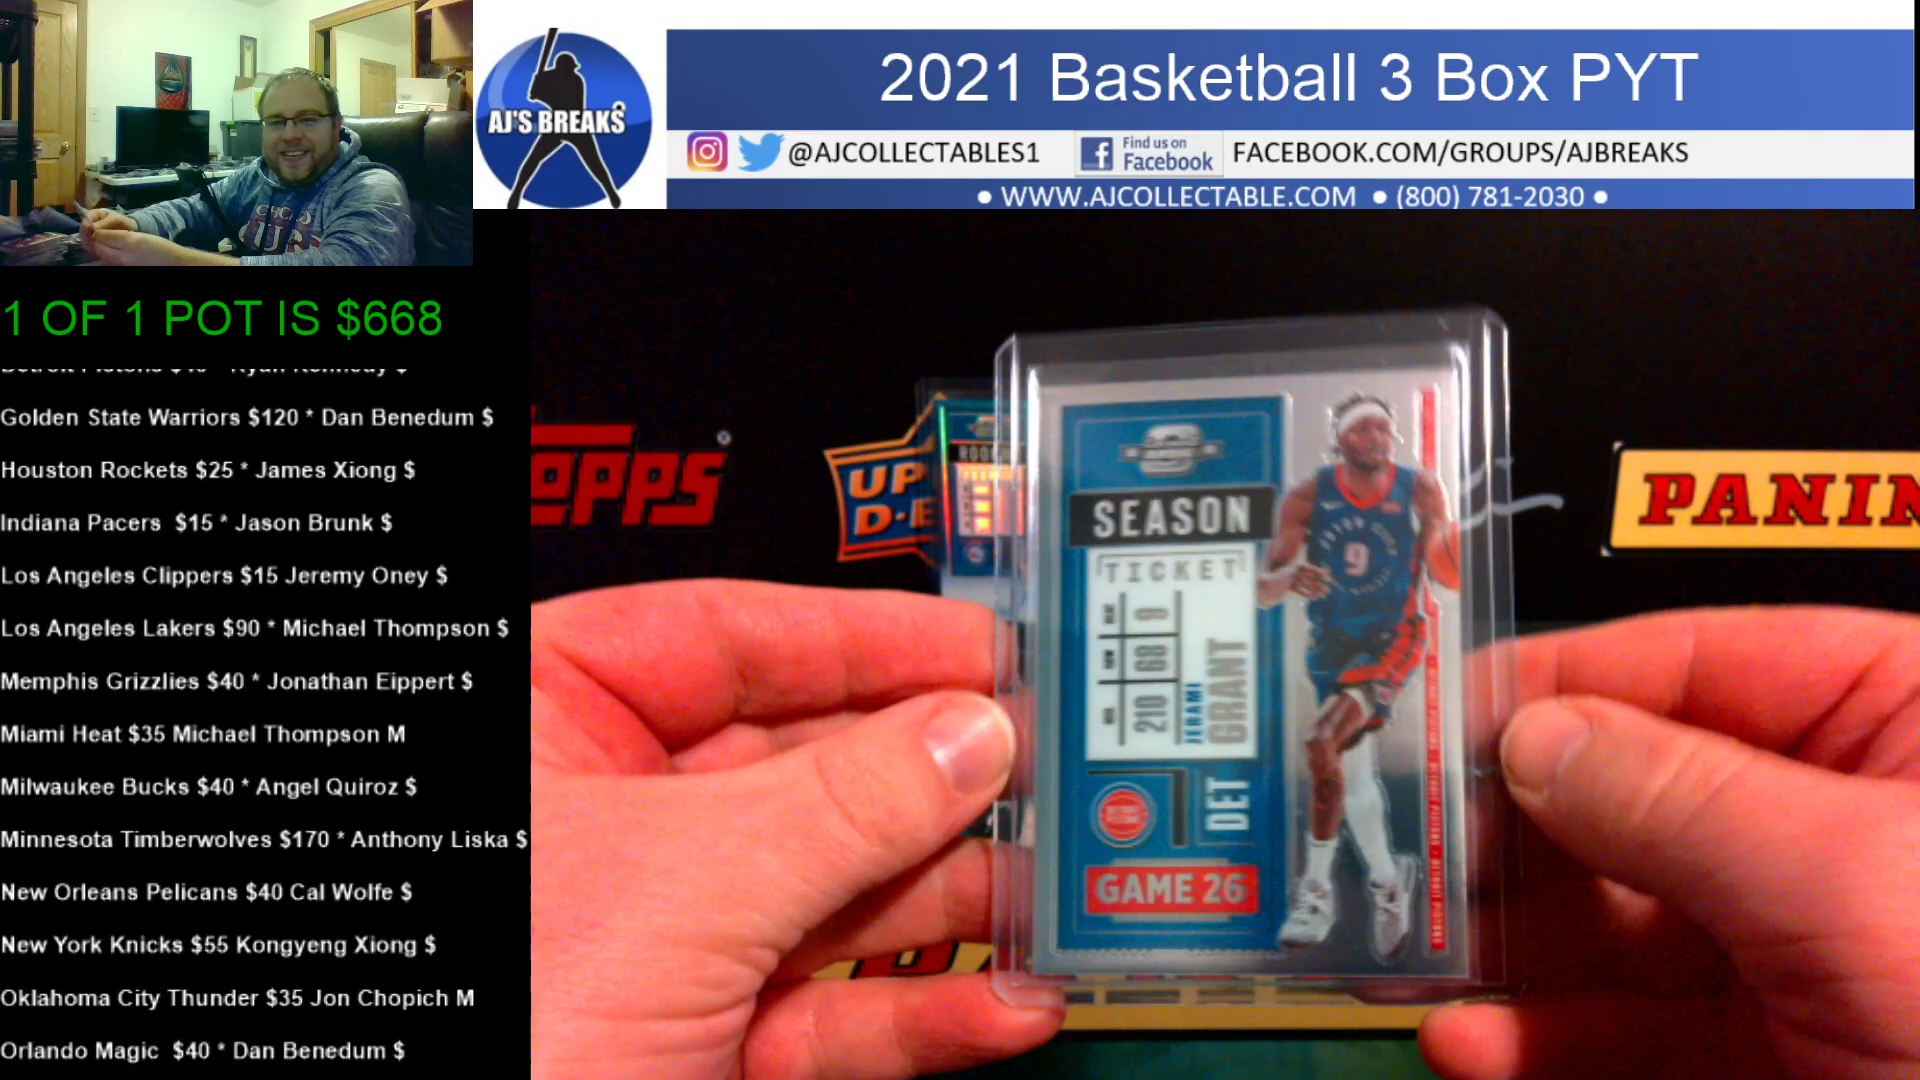 2021 Basketball 3 Box PYT
AJ'S BREAKS
@AJCOLLECTABLES1
Find us on
Facebook
FACEBOOK.COM/GROUPS/AJBREAKS
• WWW.AJCOLLECTABLE.COM • (800) 781-2030 •
1 OF 1 POT IS $668
Golden State Warriors $120 * Dan Benedum $
Houston Rockets $25 * James Xiong $
Indiana Pacers $15 * Jason Brunk $
Los Angeles Clippers $15 Jeremy Oney $
Los Angeles Lakers $90 * Michael Thompson $
Memphis Grizzlies $40 * Jonathan Eippert $
Miami Heat $35 Michael Thompson M
Milwaukee Bucks $40 * Angel Quiroz $
Minnesota Timberwolves $170 * Anthony Liska $
New Orleans Pelicans $40 Cal Wolfe $
New York Knicks $55 Kongyeng Xiong $
Oklahoma City Thunder $35 Jon Chopich M
Orlando Magic $40 * Dan Benedum $
OPPS
UP
D·E
PANIN
SEASON
TICKET
210 68 0
JERAMI
GRANT
DET
GAME 26
9